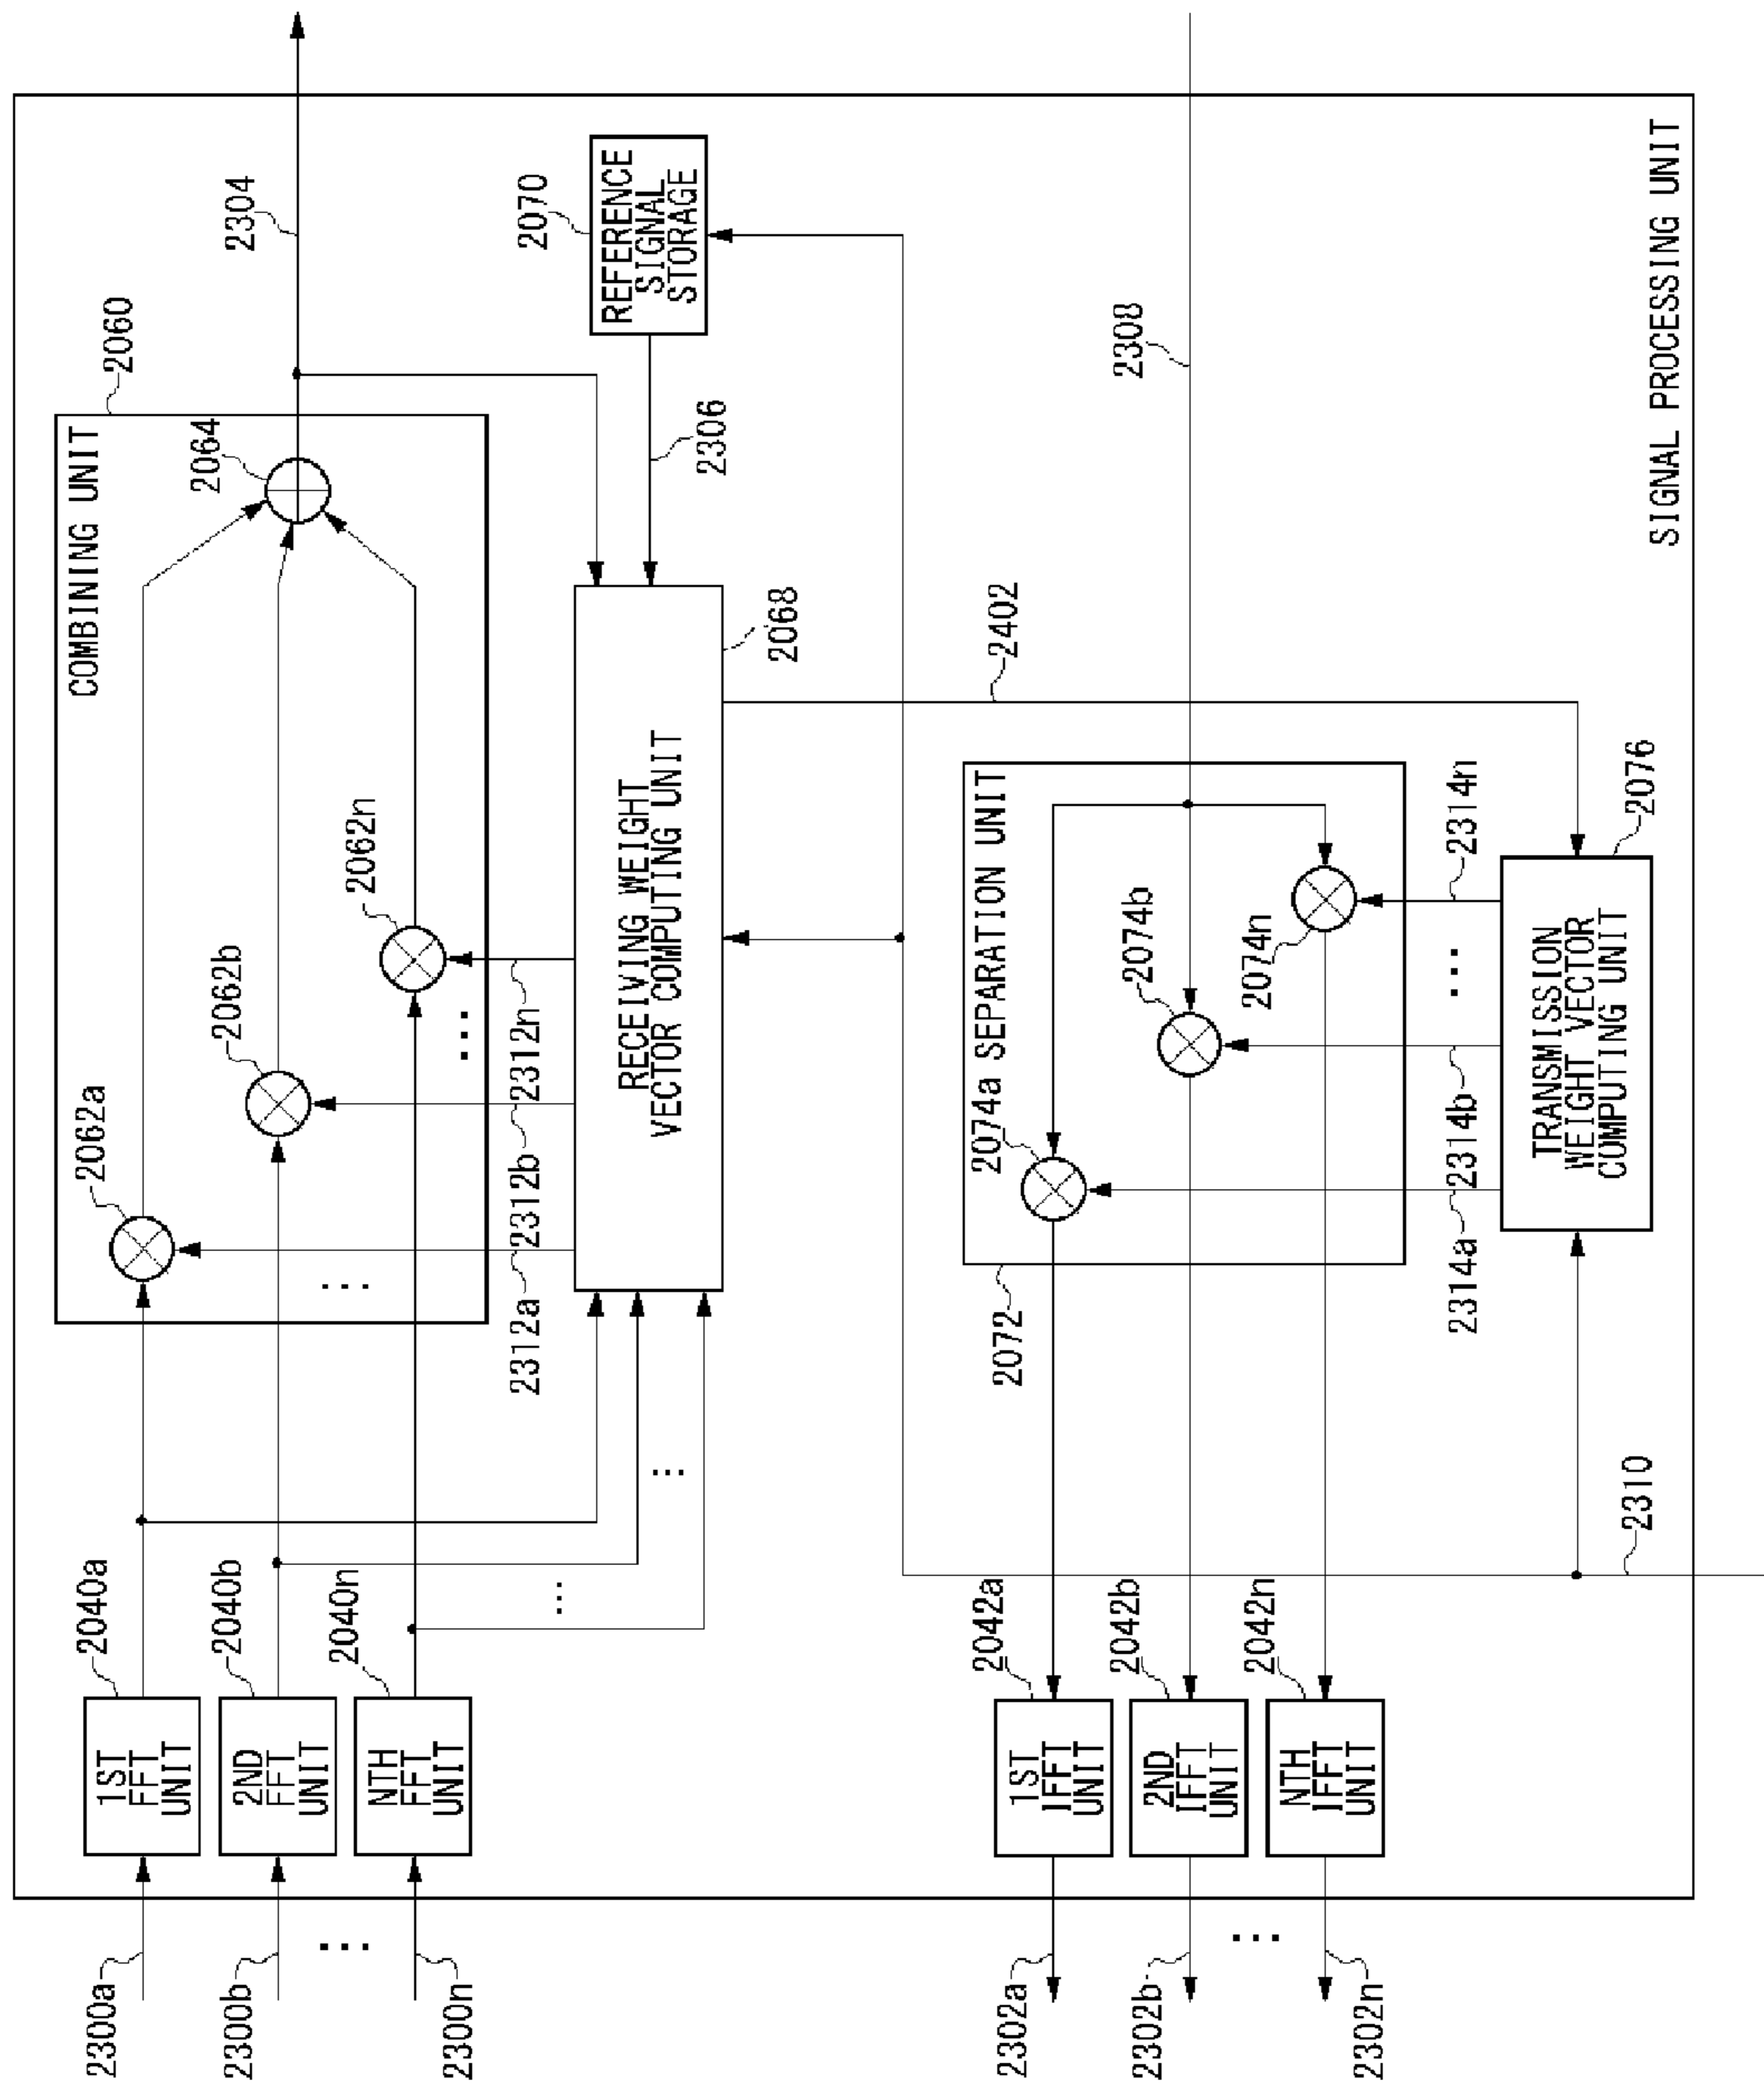 2300a
2300b
...
2300n
1ST
FFT
UNIT
2040a
2ND
FFT
UNIT
2040b
NTH
FFT
UNIT
2040n
...
...
COMBINING UNIT
2060
2062a
2062b
2062n
2064
...
...
2304
2312a
2312b
2312n
RECEIVING WEIGHT
VECTOR COMPUTING UNIT
2068
2306
REFERENCE
SIGNAL
STORAGE
2070
2402
2308
SEPARATION UNIT
2072
2074a
2074b
2074n
2314a
2314b
...
2314n
TRANSMISSION
WEIGHT VECTOR
COMPUTING UNIT
2076
2310
1ST
IFFT
UNIT
2042a
2ND
IFFT
UNIT
2042b
NTH
IFFT
UNIT
2042n
2302a
2302b
...
2302n
SIGNAL PROCESSING UNIT